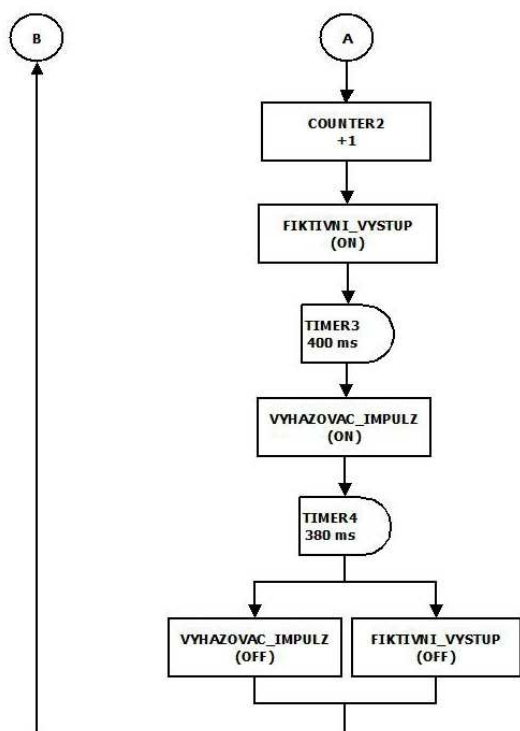 B
A
COUNTER2
+1
FIKTIVNI_VYSTUP
(ON)
TIMER3
400 ms
VYHAZOVAC_IMPULZ
(ON)
TIMER4
380 ms
VYHAZOVAC_IMPULZ
(OFF)
FIKTIVNI_VYSTUP
(OFF)